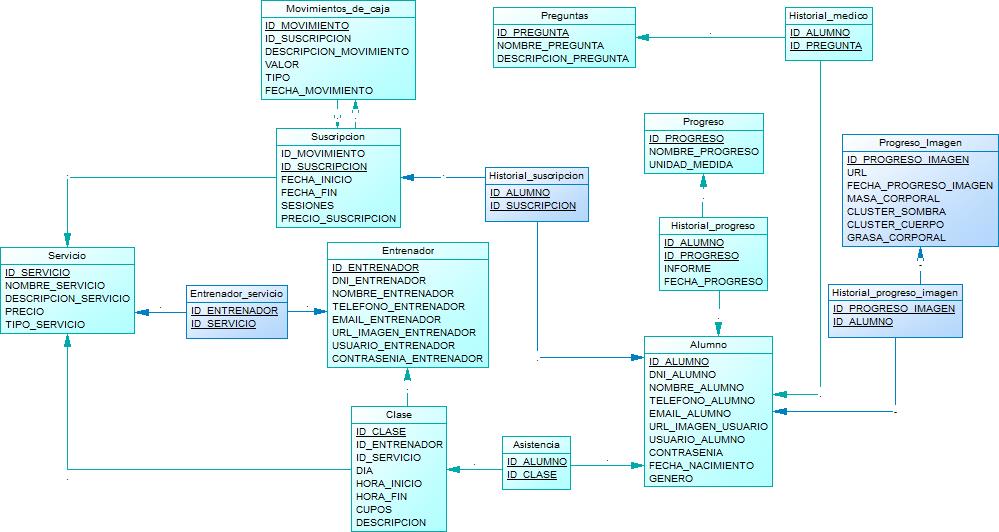 Movimientos_de_caja
ID_MOVIMIENTO
ID_SUSCRIPCION
DESCRIPCION_MOVIMIENTO
VALOR
TIPO
FECHA_MOVIMIENTO
Preguntas
ID_PREGUNTA
NOMBRE_PREGUNTA
DESCRIPCION_PREGUNTA
Historial_medico
ID_ALUMNO
ID_PREGUNTA
Suscripcion
ID_MOVIMIENTO
ID_SUSCRIPCION
FECHA_INICIO
FECHA_FIN
SESIONES
PRECIO_SUSCRIPCION
Progreso
ID_PROGRESO
NOMBRE_PROGRESO
UNIDAD_MEDIDA
Progreso_Imagen
ID_PROGRESO_IMAGEN
URL
FECHA_PROGRESO_IMAGEN
MASA_CORPORAL
CLUSTER_SOMBRA
CLUSTER_CUERPO
GRASA_CORPORAL
Historial_suscripcion
ID_ALUMNO
ID_SUSCRIPCION
Historial_progreso
ID_ALUMNO
ID_PROGRESO
INFORME
FECHA_PROGRESO
Servicio
ID_SERVICIO
NOMBRE_SERVICIO
DESCRIPCION_SERVICIO
PRECIO
TIPO_SERVICIO
Entrenador_servicio
ID_ENTRENADOR
ID_SERVICIO
Entrenador
ID_ENTRENADOR
DNI_ENTRENADOR
NOMBRE_ENTRENADOR
TELEFONO_ENTRENADOR
EMAIL_ENTRENADOR
URL_IMAGEN_ENTRENADOR
USUARIO_ENTRENADOR
CONTRASENIA_ENTRENADOR
Historial_progreso_imagen
ID_PROGRESO_IMAGEN
ID_ALUMNO
Alumno
ID_ALUMNO
DNI_ALUMNO
NOMBRE_ALUMNO
TELEFONO_ALUMNO
EMAIL_ALUMNO
URL_IMAGEN_USUARIO
USUARIO_ALUMNO
CONTRASENIA
FECHA_NACIMIENTO
GENERO
Clase
ID_CLASE
ID_ENTRENADOR
ID_SERVICIO
DIA
HORA_INICIO
HORA_FIN
CUPOS
DESCRIPCION
Asistencia
ID_ALUMNO
ID_CLASE